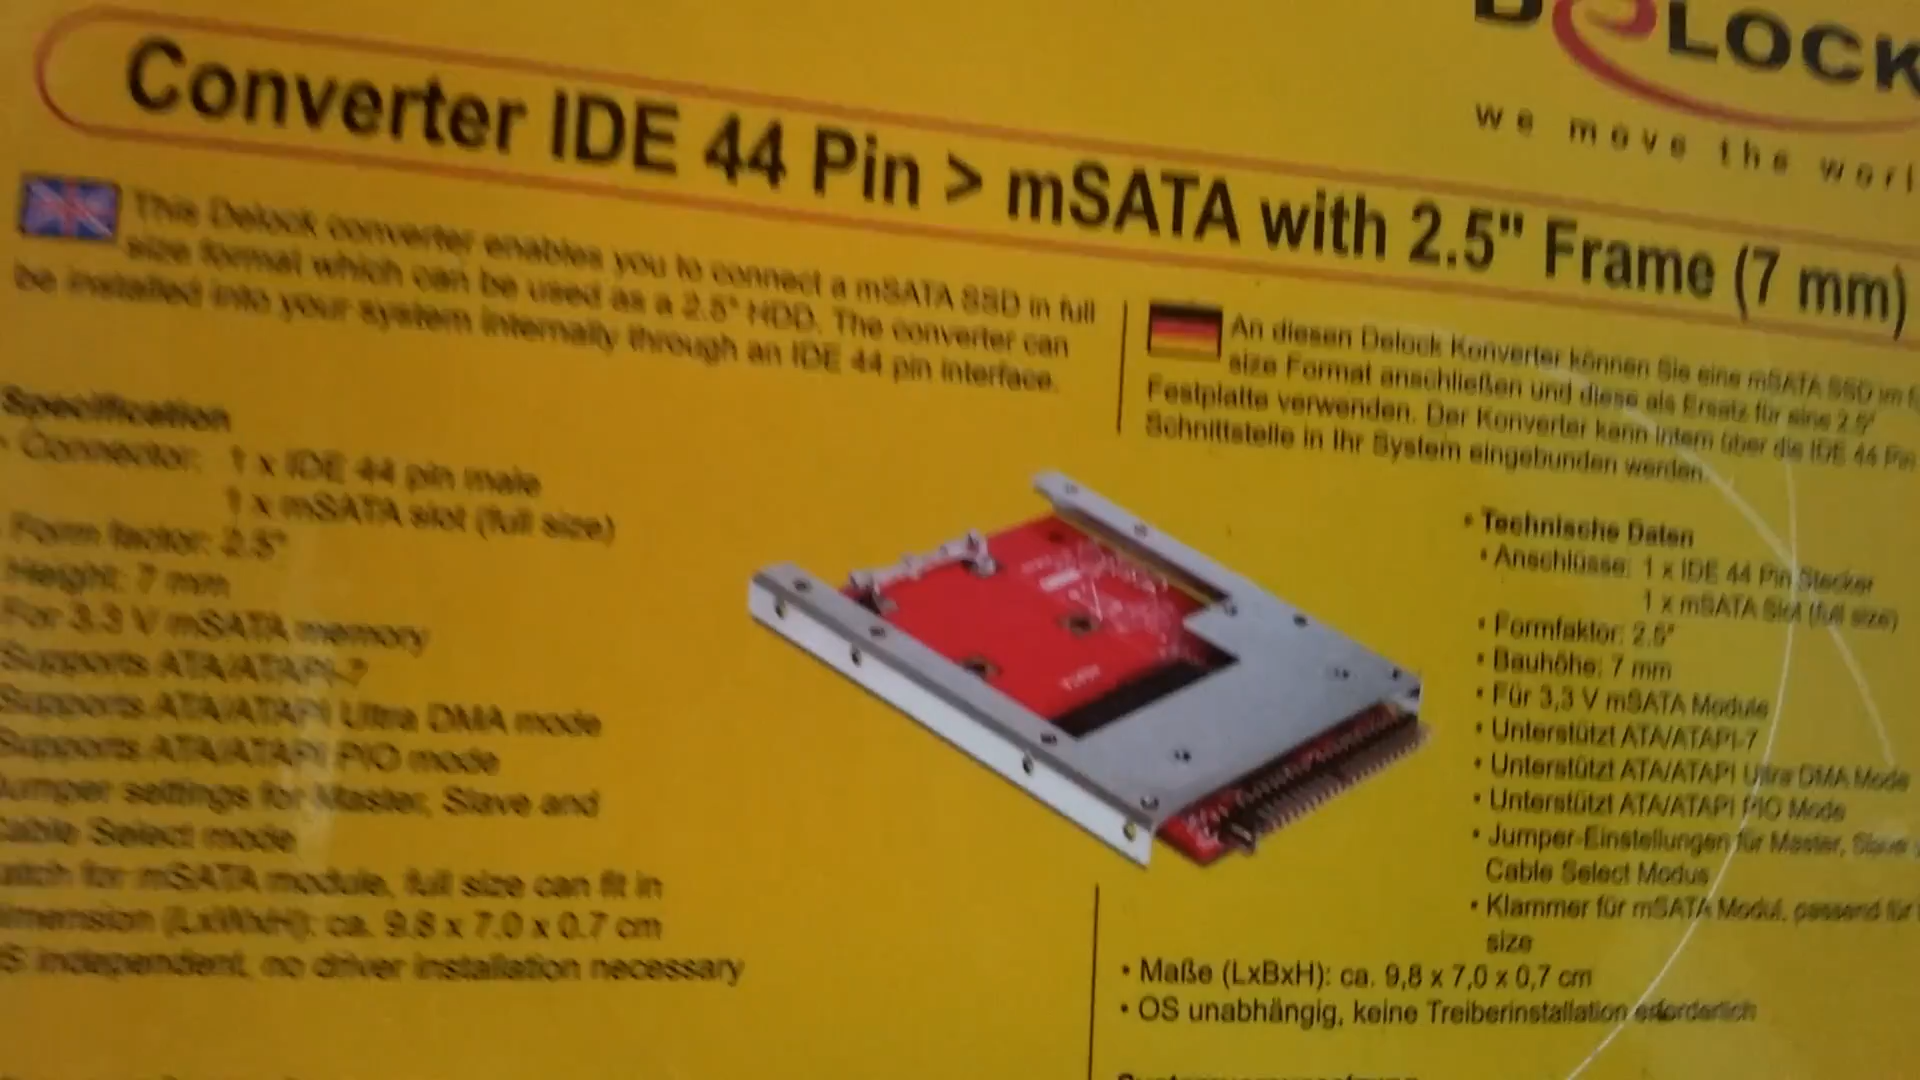 DeLOCK
we move the worl
Converter IDE 44 Pin > mSATA with 2.5" Frame (7 mm)
This Delock converter enables you to connect a mSATA SSD in full
size format which can be used as a 2.5" HDD. The converter can
be installed into your system internally through an IDE 44 pin interface.
Specification
Connector: 1 x IDE 44 pin male
1 x mSATA slot (full size)
Form factor: 2.5"
Height: 7 mm
For 3.3 V mSATA memory
Supports ATA/ATAPI-7
Supports ATA/ATAPI Ultra DMA mode
Supports ATA/ATAPI PIO mode
Jumper settings for Master, Slave and
Cable Select mode
for mSATA module, full size can fit in
(LxWxH): ca. 9.8 x 7.0 x 0.7 cm
OS independent, no driver installation necessary
An diesen Delock Konverter können Sie eine mSATA SSD im
size Format anschließen und diese als Ersatz für eine 2.5"
Festplatte verwenden. Der Konverter kann intern über die IDE 44 Pin
Schnittstelle in Ihr System eingebunden werden.
• Technische Daten
• Anschlüsse: 1 x IDE 44 Pin Stecker
1 x mSATA Slot (full size)
• Formfaktor: 2.5"
• Bauhöhe: 7 mm
• Für 3,3 V mSATA Module
• Unterstützt ATA/ATAPI-7
• Unterstützt ATA/ATAPI Ultra DMA Mode
• Unterstützt ATA/ATAPI PIO Mode
• Jumper-Einstellungen für Master, Slave
Cable Select Modus
• Klammer für mSATA Modul, passend für
size
• Maße (LxBxH): ca. 9,8 x 7,0 x 0,7 cm
• OS unabhängig, keine Treiberinstallation erforderlich